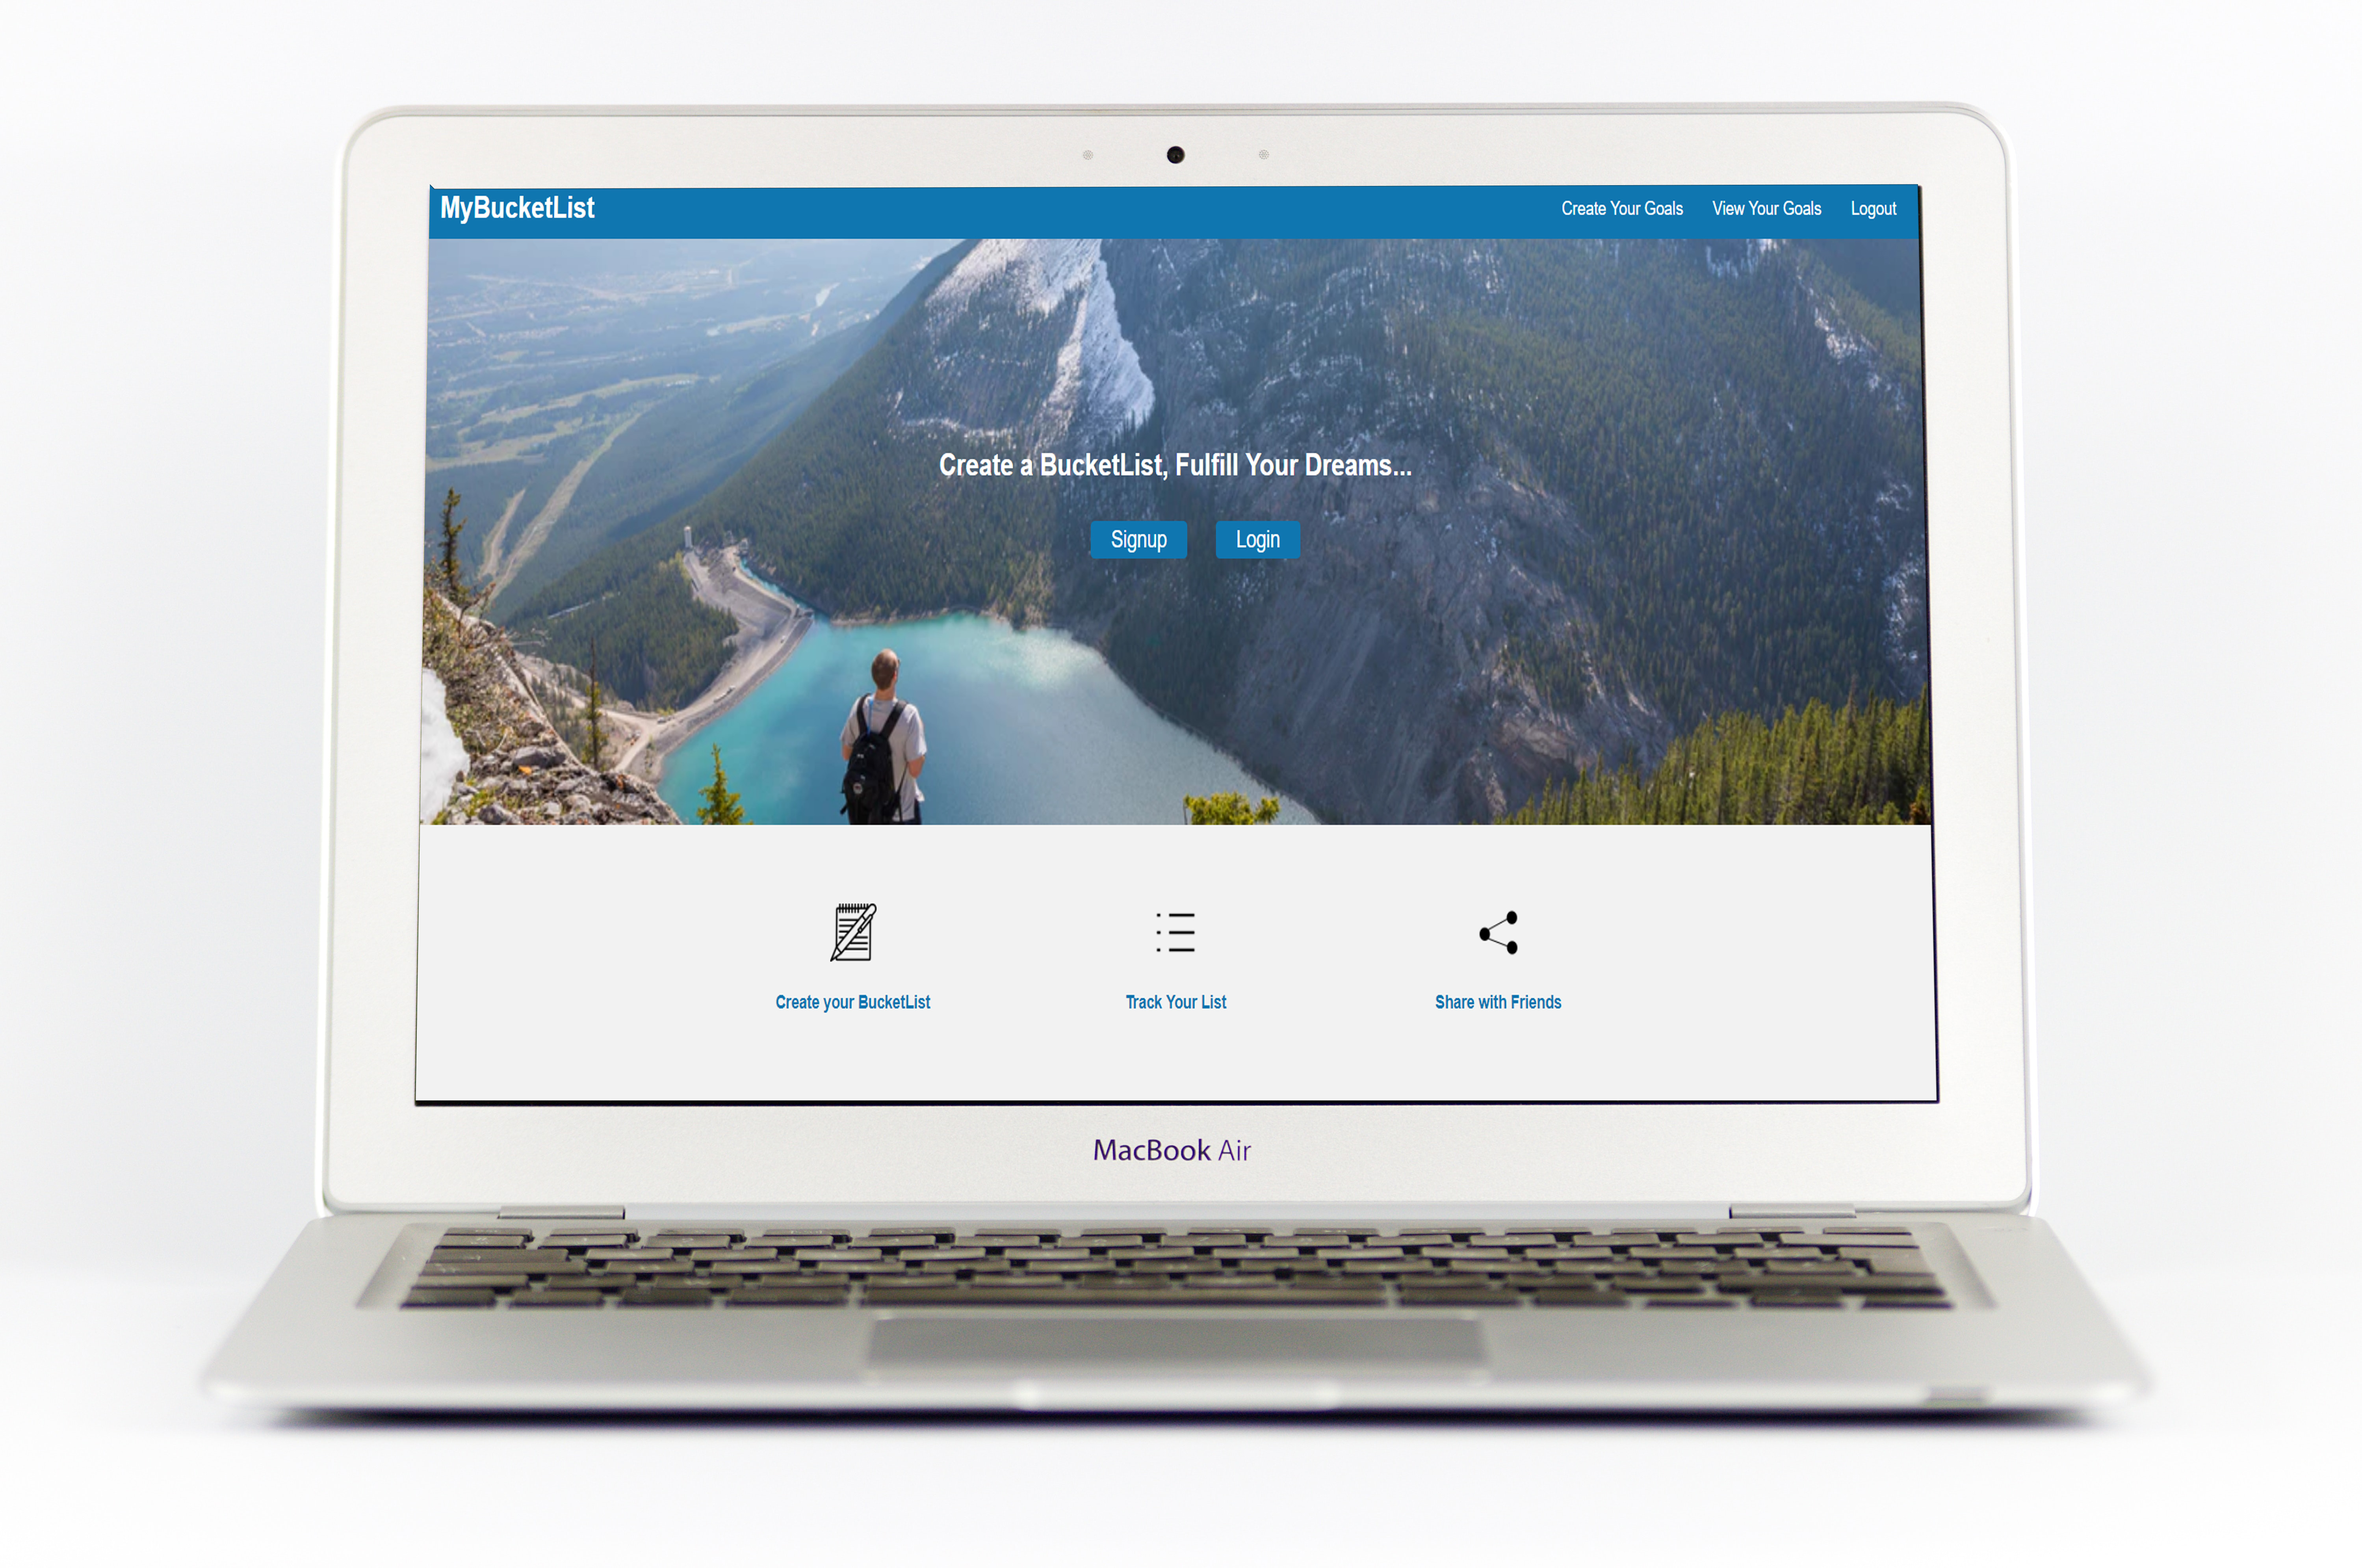 MyBucketList
Create Your Goals
View Your Goals
Logout
Create a BucketList, Fulfill Your Dreams...
Signup
Login
Create your BucketList
Track Your List
Share with Friends
MacBook Air